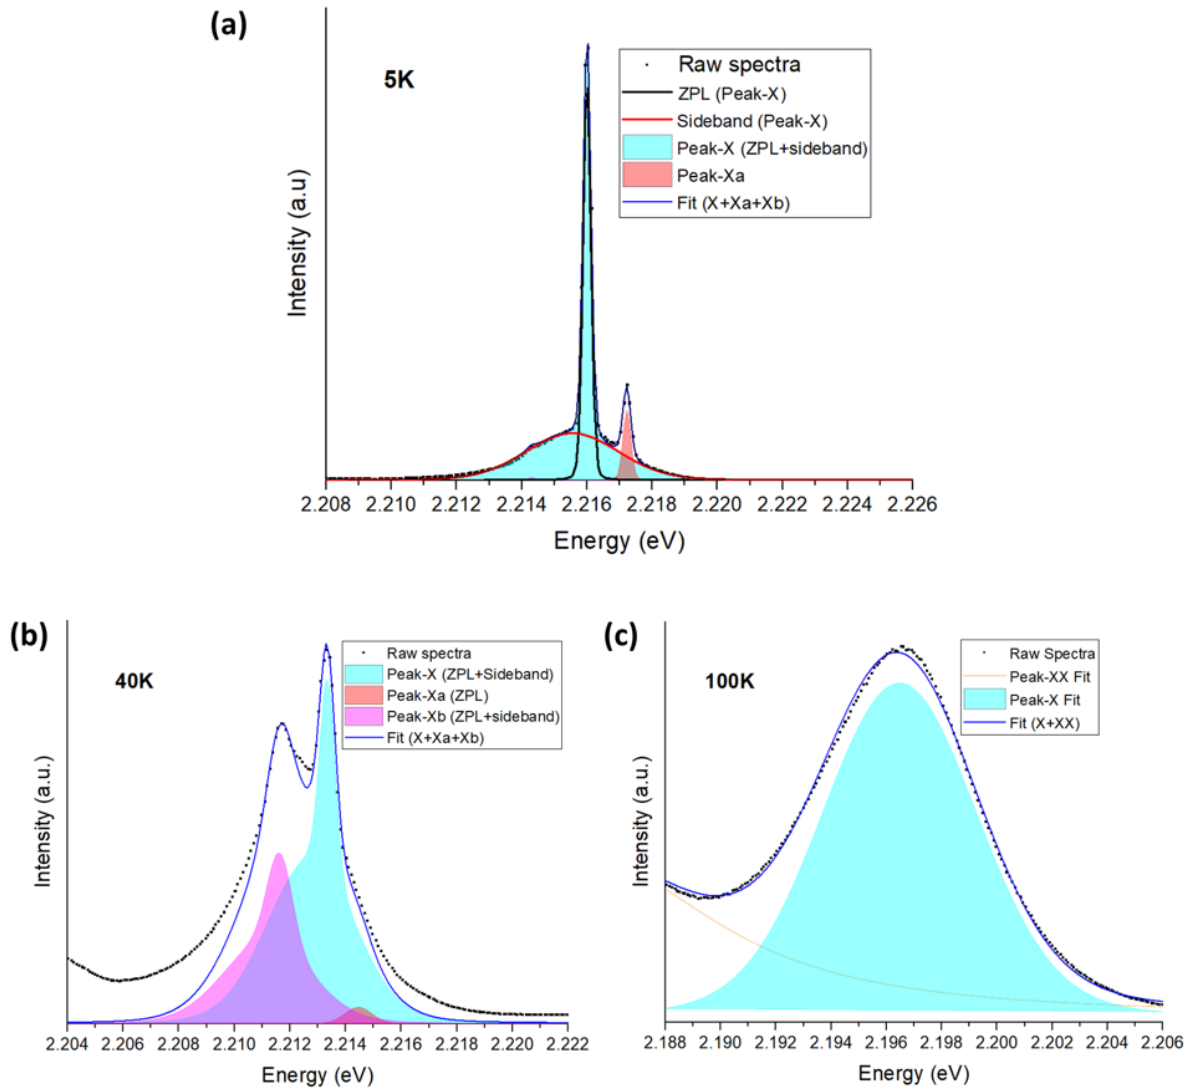 (a)
5K
Raw spectra
ZPL (Peak-X)
Sideband (Peak-X)
Peak-X (ZPL+sideband)
Peak-Xa
Fit (X+Xa+Xb)
Intensity (a.u)
2.208 2.210 2.211 2.212 2.214 2.216 2.218 2.220 2.222 2.224 2.226
Energy (eV)
(b)
40K
Raw spectra
Peak-X (ZPL+Sideband)
Peak-Xa (ZPL)
Peak-Xb (ZPL+sideband)
Fit (X+Xa+Xb)
Intensity (a.u.)
2.204 2.206 2.208 2.210 2.212 2.213 2.214 2.216 2.218 2.220 2.222
Energy (eV)
(c)
100K
Raw Spectra
Peak-XX Fit
Peak-X Fit
Fit (X+XX)
Intensity (a.u.)
2.188 2.190 2.192 2.194 2.196 2.198 2.200 2.202 2.204 2.206
Energy (eV)